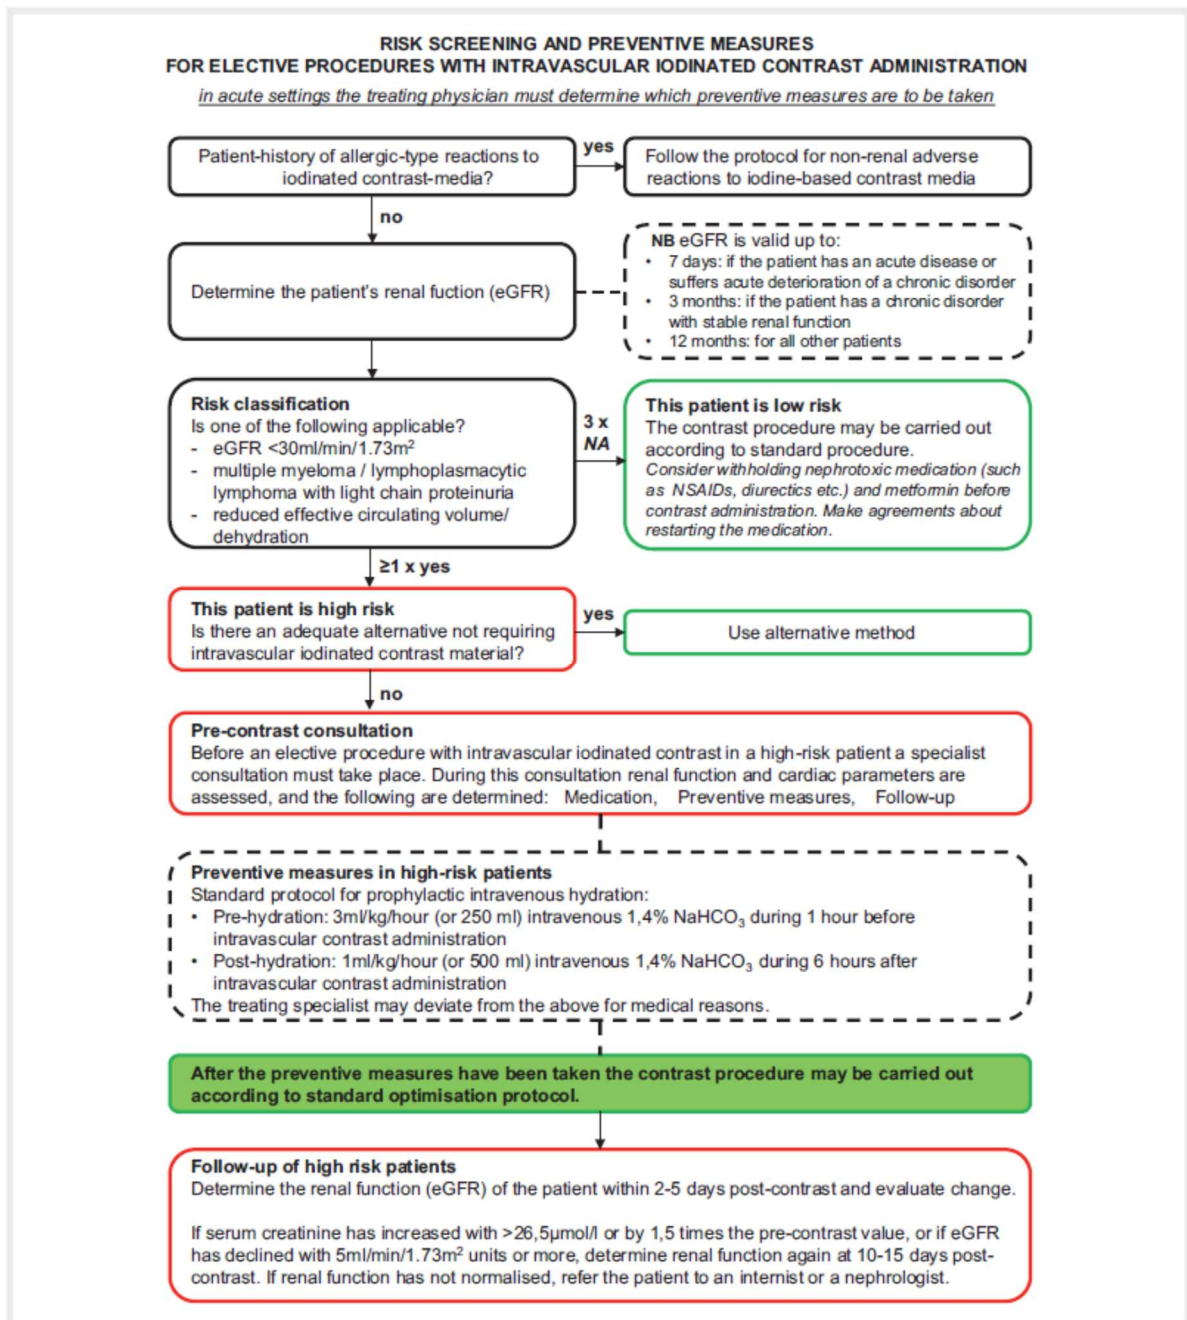 RISK SCREENING AND PREVENTIVE MEASURES
FOR ELECTIVE PROCEDURES WITH INTRAVASCULAR IODINATED CONTRAST ADMINISTRATION
in acute settings the treating physician must determine which preventive measures are to be taken
Patient-history of allergic-type reactions to
iodinated contrast-media?
yes
Follow the protocol for non-renal adverse
reactions to iodine-based contrast media
no
Determine the patient's renal fuction (eGFR)
NB eGFR is valid up to:
• 7 days: if the patient has an acute disease or
suffers acute deterioration of a chronic disorder
• 3 months: if the patient has a chronic disorder
with stable renal function
• 12 months: for all other patients
Risk classification
Is one of the following applicable?
- eGFR <30ml/min/1.73m²
- multiple myeloma / lymphoplasmacytic
lymphoma with light chain proteinuria
- reduced effective circulating volume/
dehydration
3 x
NA
This patient is low risk
The contrast procedure may be carried out
according to standard procedure.
Consider withholding nephrotoxic medication (such
as NSAIDs, diurectics etc.) and metformin before
contrast administration. Make agreements about
restarting the medication.
≥1 x yes
This patient is high risk
Is there an adequate alternative not requiring
intravascular iodinated contrast material?
yes
Use alternative method
no
Pre-contrast consultation
Before an elective procedure with intravascular iodinated contrast in a high-risk patient a specialist
consultation must take place. During this consultation renal function and cardiac parameters are
assessed, and the following are determined: Medication, Preventive measures, Follow-up
Preventive measures in high-risk patients
Standard protocol for prophylactic intravenous hydration:
• Pre-hydration: 3ml/kg/hour (or 250 ml) intravenous 1,4% NaHCO₃ during 1 hour before
intravascular contrast administration
• Post-hydration: 1ml/kg/hour (or 500 ml) intravenous 1,4% NaHCO₃ during 6 hours after
intravascular contrast administration
The treating specialist may deviate from the above for medical reasons.
After the preventive measures have been taken the contrast procedure may be carried out
according to standard optimisation protocol.
Follow-up of high risk patients
Determine the renal function (eGFR) of the patient within 2-5 days post-contrast and evaluate change.
If serum creatinine has increased with >26,5µmol/l or by 1,5 times the pre-contrast value, or if eGFR
has declined with 5ml/min/1.73m² units or more, determine renal function again at 10-15 days post-
contrast. If renal function has not normalised, refer the patient to an internist or a nephrologist.